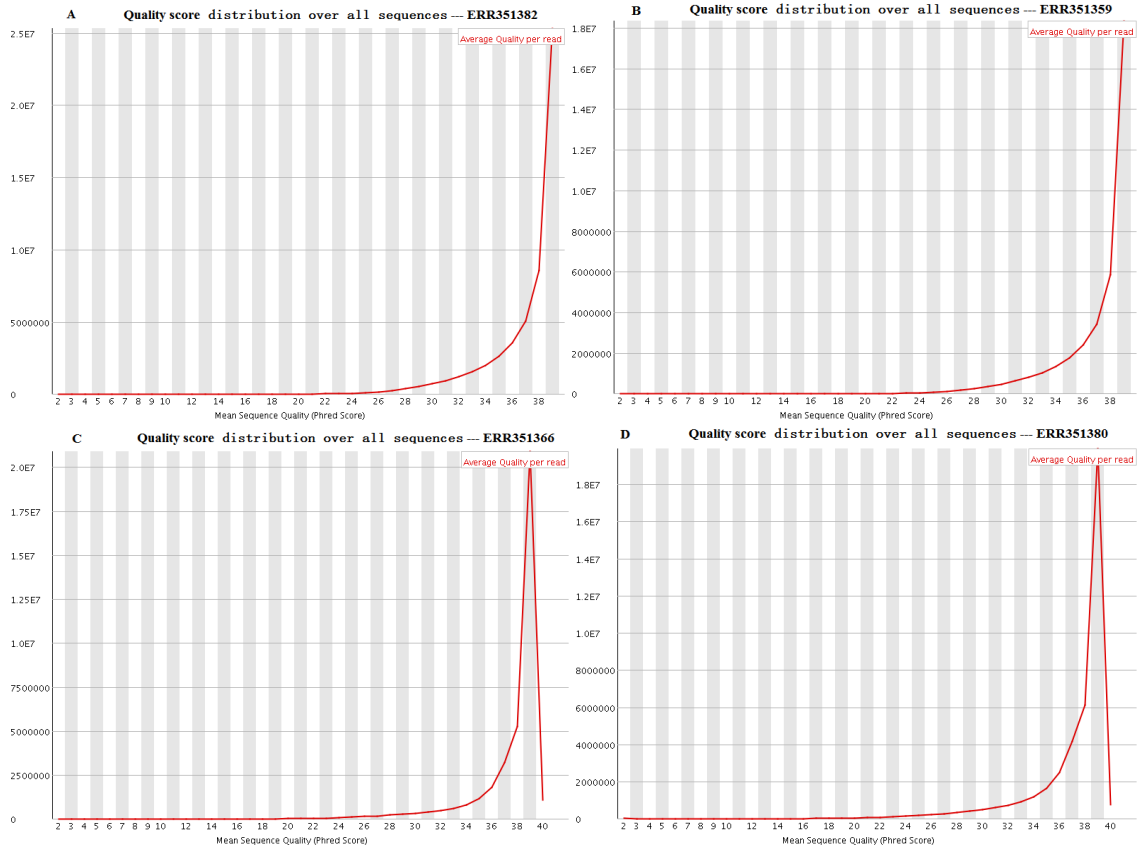 A Quality score distribution over all sequences --- ERR351382
Average Quality per read
2.5E7
2.0E7
1.5E7
1.0E7
5000000
0
2 3 4 5 6 7 8 9 10 12 14 16 18 20 22 24 26 28 30 32 34 36 38
Mean Sequence Quality (Phred Score)
B Quality score distribution over all sequences --- ERR351359
Average Quality per read
1.8E7
1.6E7
1.4E7
1.2E7
1.0E7
8000000
6000000
4000000
2000000
0
2 3 4 5 6 7 8 9 10 12 14 16 18 20 22 24 26 28 30 32 34 36 38
Mean Sequence Quality (Phred Score)
C Quality score distribution over all sequences --- ERR351366
Average Quality per read
2.0E7
1.75E7
1.5E7
1.25E7
1.0E7
7500000
5000000
2500000
0
2 3 4 5 6 7 8 9 10 12 14 16 18 20 22 24 26 28 30 32 34 36 38 40
Mean Sequence Quality (Phred Score)
D Quality score distribution over all sequences --- ERR351380
Average Quality per read
1.8E7
1.6E7
1.4E7
1.2E7
1.0E7
8000000
6000000
4000000
2000000
0
2 3 4 5 6 7 8 9 10 12 14 16 18 20 22 24 26 28 30 32 34 36 38 40
Mean Sequence Quality (Phred Score)